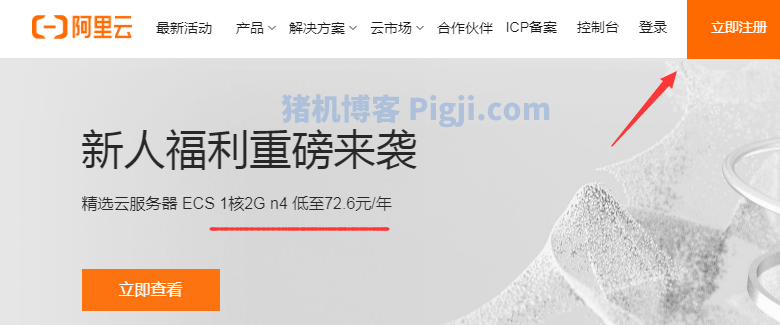 阿里云 最新活动 产品 解决方案 云市场 合作伙伴 ICP备案 控制台 登录 立即注册
猪机博客 Pigji.com
新人福利重磅来袭
精选云服务器 ECS 1核2G n4 低至72.6元/年
立即查看